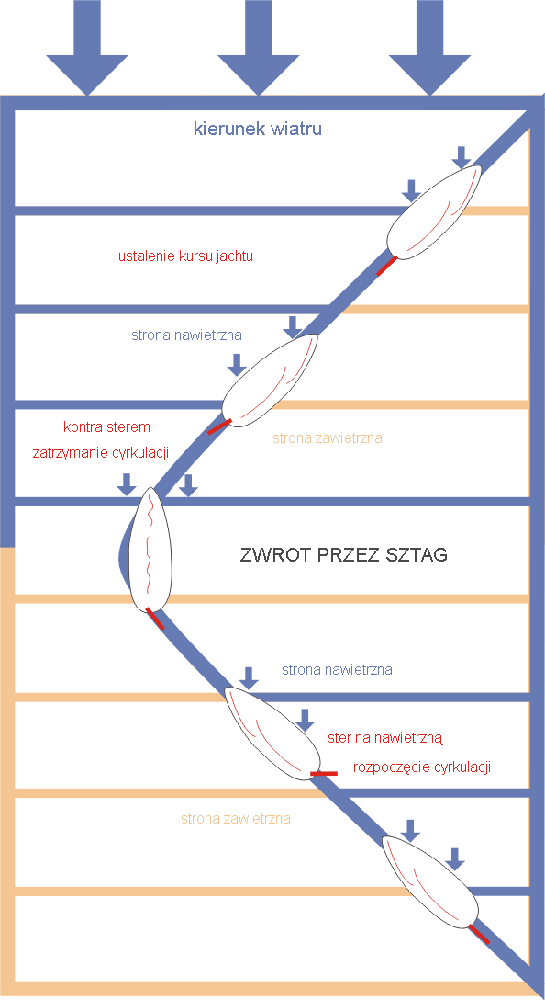 kierunek wiatru
ustalenie kursu jachtu
strona nawietrzna
kontra sterem
zatrzymanie cyrkulacji
strona zawietrzna
ZWROT PRZEZ SZTAG
strona nawietrzna
ster na nawietrzną
rozpoczęcie cyrkulacji
strona zawietrzna